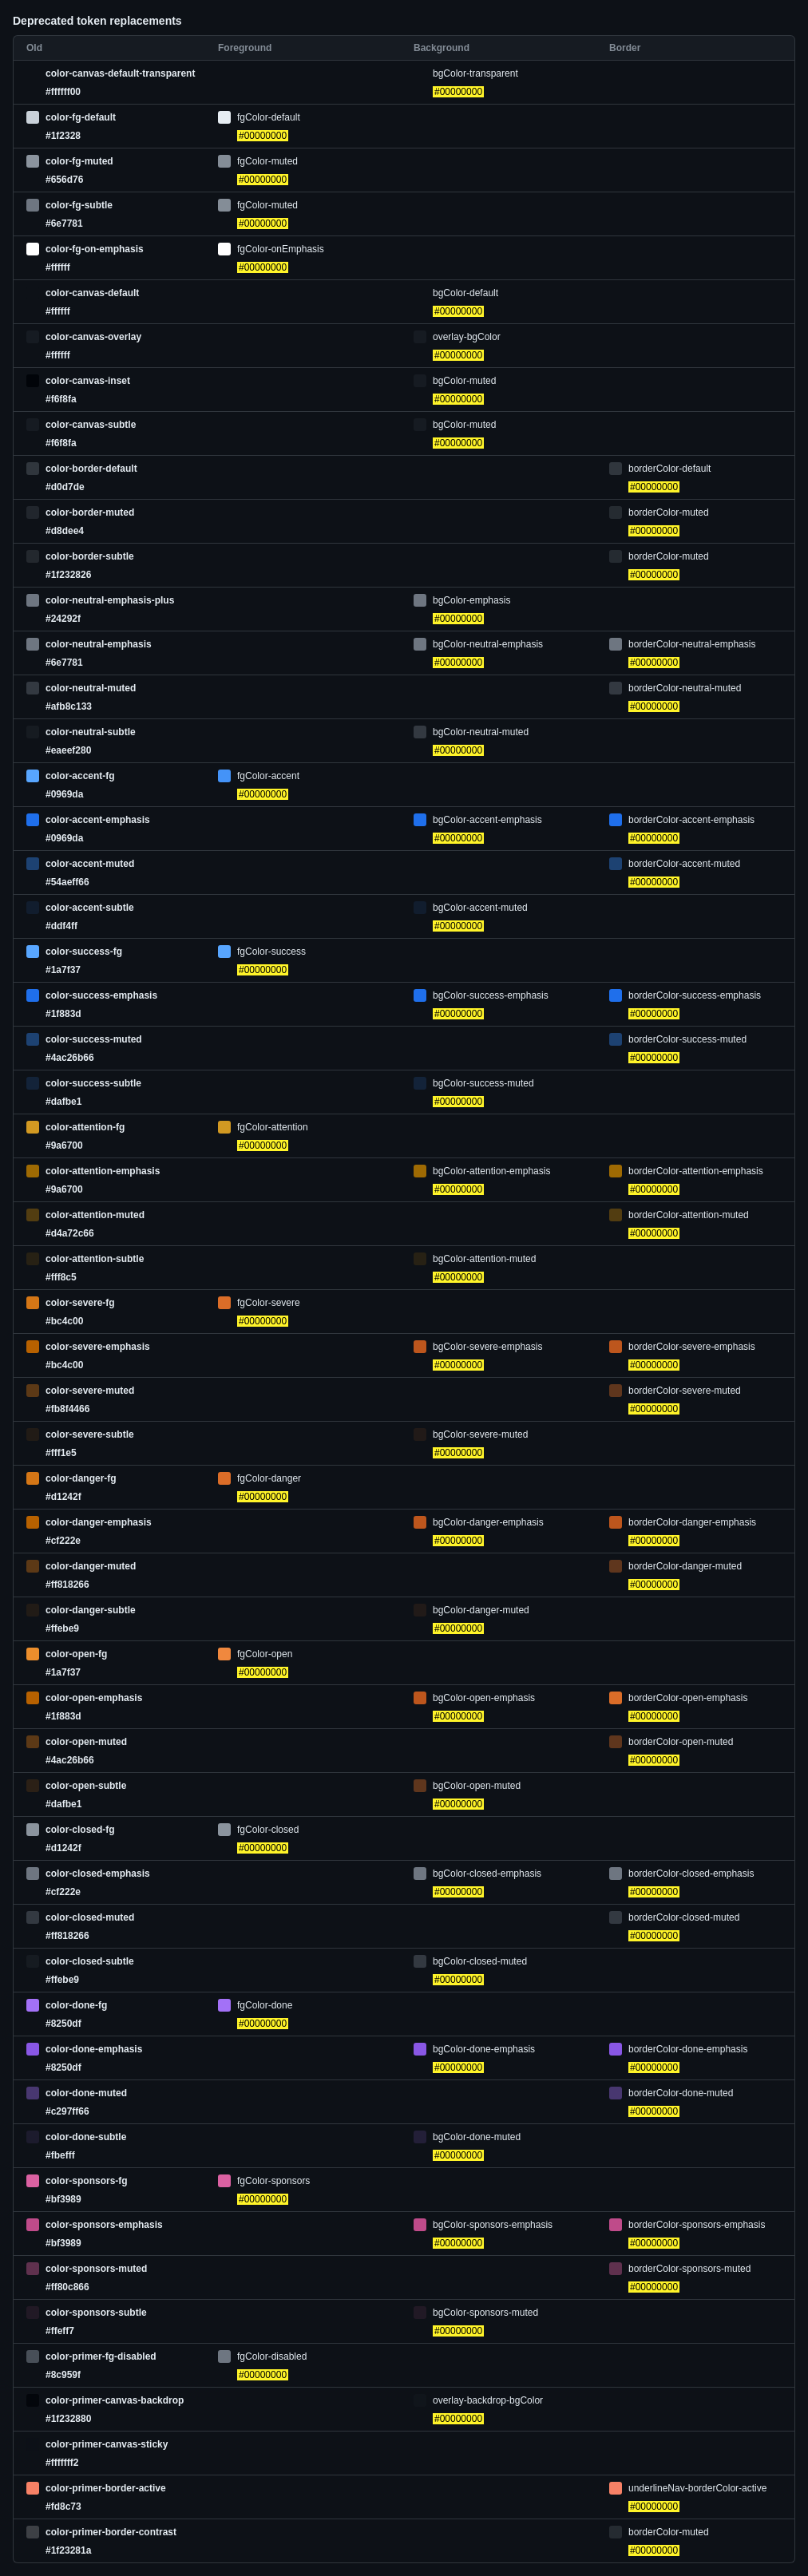 Deprecated token replacements
Old Foreground Background Border
color-canvas-default-transparent bgColor-transparent
#ffffff00 #00000000
color-fg-default fgColor-default
#1f2328 #00000000
color-fg-muted fgColor-muted
#656d76 #00000000
color-fg-subtle fgColor-muted
#6e7781 #00000000
color-fg-on-emphasis fgColor-onEmphasis
#ffffff #00000000
color-canvas-default bgColor-default
#ffffff #00000000
color-canvas-overlay overlay-bgColor
#ffffff #00000000
color-canvas-inset bgColor-muted
#f6f8fa #00000000
color-canvas-subtle bgColor-muted
#f6f8fa #00000000
color-border-default borderColor-default
#d0d7de #00000000
color-border-muted borderColor-muted
#d8dee4 #00000000
color-border-subtle borderColor-muted
#1f232826 #00000000
color-neutral-emphasis-plus bgColor-emphasis
#24292f #00000000
color-neutral-emphasis bgColor-neutral-emphasis borderColor-neutral-emphasis
#6e7781 #00000000 #00000000
color-neutral-muted borderColor-neutral-muted
#afb8c133 #00000000
color-neutral-subtle bgColor-neutral-muted
#eaeef280 #00000000
color-accent-fg fgColor-accent
#0969da #00000000
color-accent-emphasis bgColor-accent-emphasis borderColor-accent-emphasis
#0969da #00000000 #00000000
color-accent-muted borderColor-accent-muted
#54aeff66 #00000000
color-accent-subtle bgColor-accent-muted
#ddf4ff #00000000
color-success-fg fgColor-success
#1a7f37 #00000000
color-success-emphasis bgColor-success-emphasis borderColor-success-emphasis
#1f883d #00000000 #00000000
color-success-muted borderColor-success-muted
#4ac26b66 #00000000
color-success-subtle bgColor-success-muted
#dafbe1 #00000000
color-attention-fg fgColor-attention
#9a6700 #00000000
color-attention-emphasis bgColor-attention-emphasis borderColor-attention-emphasis
#9a6700 #00000000 #00000000
color-attention-muted borderColor-attention-muted
#d4a72c66 #00000000
color-attention-subtle bgColor-attention-muted
#fff8c5 #00000000
color-severe-fg fgColor-severe
#bc4c00 #00000000
color-severe-emphasis bgColor-severe-emphasis borderColor-severe-emphasis
#bc4c00 #00000000 #00000000
color-severe-muted borderColor-severe-muted
#fb8f4466 #00000000
color-severe-subtle bgColor-severe-muted
#fff1e5 #00000000
color-danger-fg fgColor-danger
#d1242f #00000000
color-danger-emphasis bgColor-danger-emphasis borderColor-danger-emphasis
#cf222e #00000000 #00000000
color-danger-muted borderColor-danger-muted
#ff818266 #00000000
color-danger-subtle bgColor-danger-muted
#ffebe9 #00000000
color-open-fg fgColor-open
#1a7f37 #00000000
color-open-emphasis bgColor-open-emphasis borderColor-open-emphasis
#1f883d #00000000 #00000000
color-open-muted borderColor-open-muted
#4ac26b66 #00000000
color-open-subtle bgColor-open-muted
#dafbe1 #00000000
color-closed-fg fgColor-closed
#d1242f #00000000
color-closed-emphasis bgColor-closed-emphasis borderColor-closed-emphasis
#cf222e #00000000 #00000000
color-closed-muted borderColor-closed-muted
#ff818266 #00000000
color-closed-subtle bgColor-closed-muted
#ffebe9 #00000000
color-done-fg fgColor-done
#8250df #00000000
color-done-emphasis bgColor-done-emphasis borderColor-done-emphasis
#8250df #00000000 #00000000
color-done-muted borderColor-done-muted
#c297ff66 #00000000
color-done-subtle bgColor-done-muted
#fbefff #00000000
color-sponsors-fg fgColor-sponsors
#bf3989 #00000000
color-sponsors-emphasis bgColor-sponsors-emphasis borderColor-sponsors-emphasis
#bf3989 #00000000 #00000000
color-sponsors-muted borderColor-sponsors-muted
#ff80c866 #00000000
color-sponsors-subtle bgColor-sponsors-muted
#ffeff7 #00000000
color-primer-fg-disabled fgColor-disabled
#8c959f #00000000
color-primer-canvas-backdrop overlay-backdrop-bgColor
#1f232880 #00000000
color-primer-canvas-sticky
#fffffff2
color-primer-border-active underlineNav-borderColor-active
#fd8c73 #00000000
color-primer-border-contrast borderColor-muted
#1f23281a #00000000